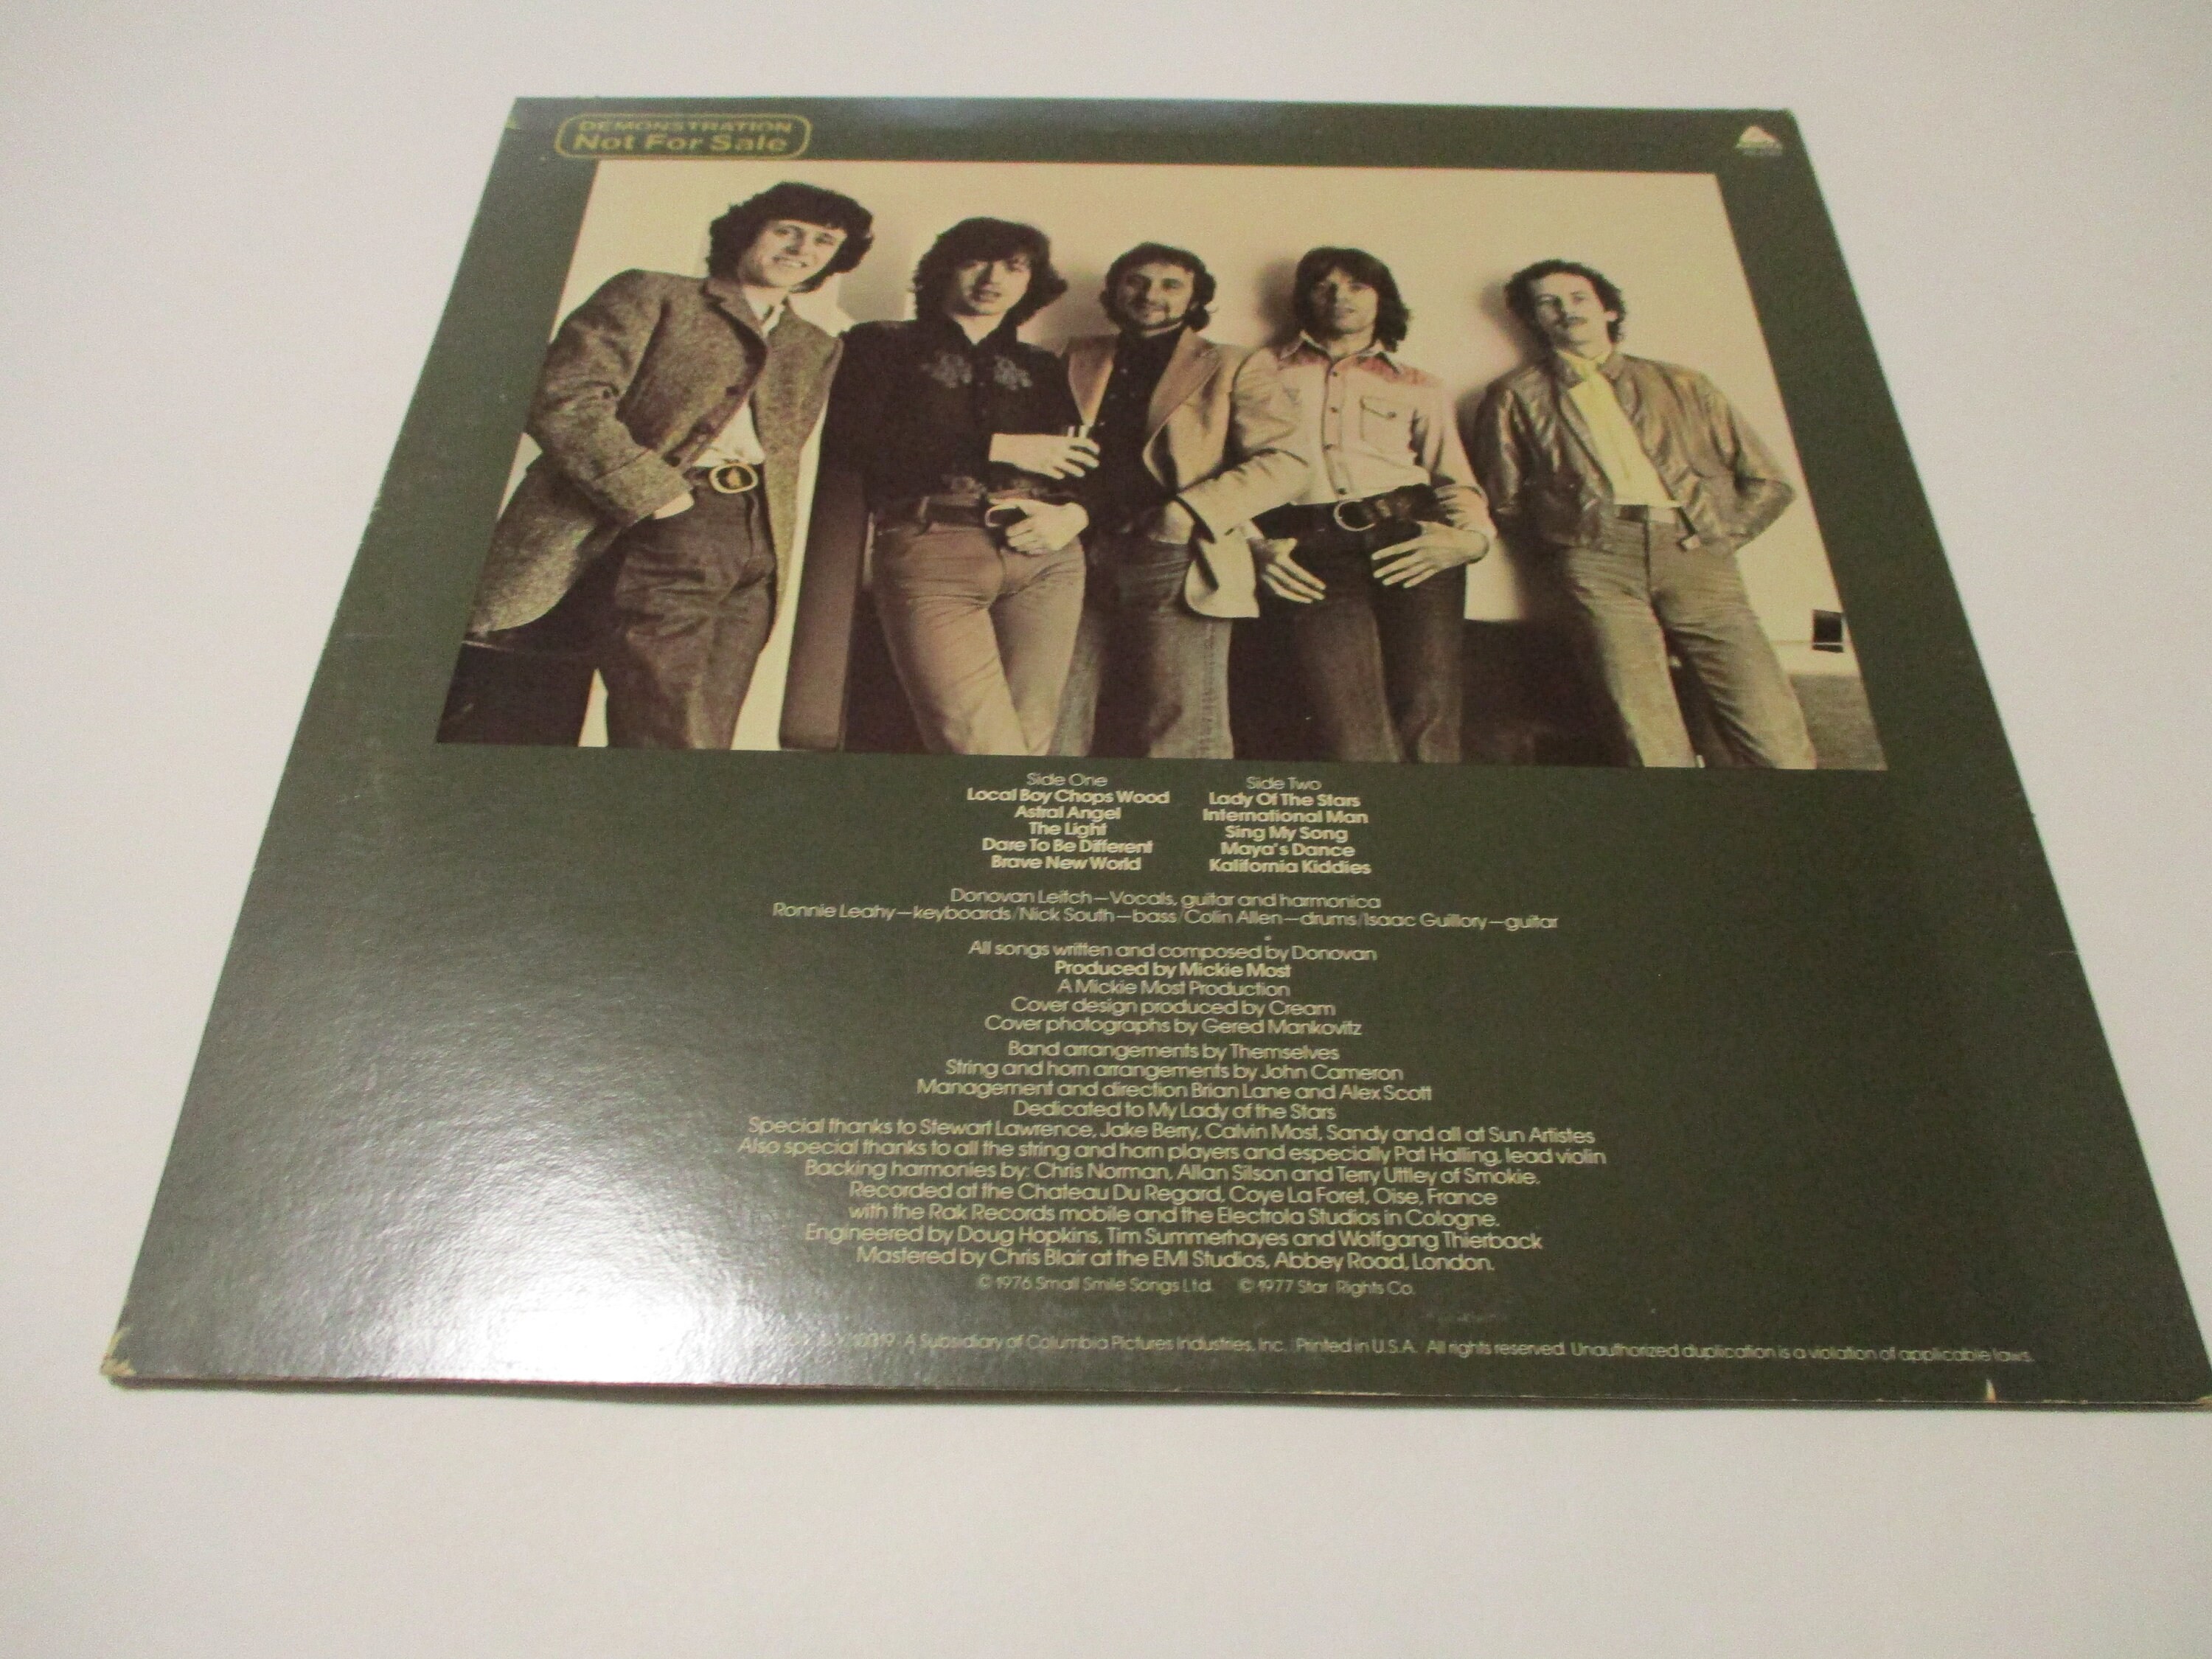 DEMONSTRATION
Not For Sale
Side One
Local Boy Chops Wood
Astral Angel
The Light
Dare To Be Different
Brave New World
Side Two
Lady Of The Stars
International Man
Sing My Song
Maya's Dance
Kalifornia Kiddies
Donovan Leitch—Vocals, guitar and harmonica
Ronnie Leahy—keyboards/Nick South—bass/Colin Allen—drums/Isaac Guillory—guitar
All songs written and composed by Donovan
Produced by Mickie Most
A Mickie Most Production
Cover design produced by Cream
Cover photographs by Gered Mankovitz
Band arrangements by Themselves
String and horn arrangements by John Cameron
Management and direction Brian Lane and Alex Scott
Dedicated to My Lady of the Stars
Special thanks to Stewart Lawrence, Jake Berry, Calvin Most, Sandy and all at Sun Artistes
Also special thanks to all the string and horn players and especially Pat Halling, lead violin
Backing harmonies by: Chris Norman, Allan Silson and Terry Uttley of Smokie.
Recorded at the Chateau Du Regard, Coye La Foret, Oise, France
with the Rak Records mobile and the Electrola Studios in Cologne.
Engineered by Doug Hopkins, Tim Summerhayes and Wolfgang Thierback
Mastered by Chris Blair at the EMI Studios, Abbey Road, London.
© 1976 Small Smile Songs Ltd. © 1977 Star Rights Co.
A Subsidiary of Columbia Pictures Industries, Inc. Printed in U.S.A. All rights reserved. Unauthorized duplication is a violation of applicable laws.